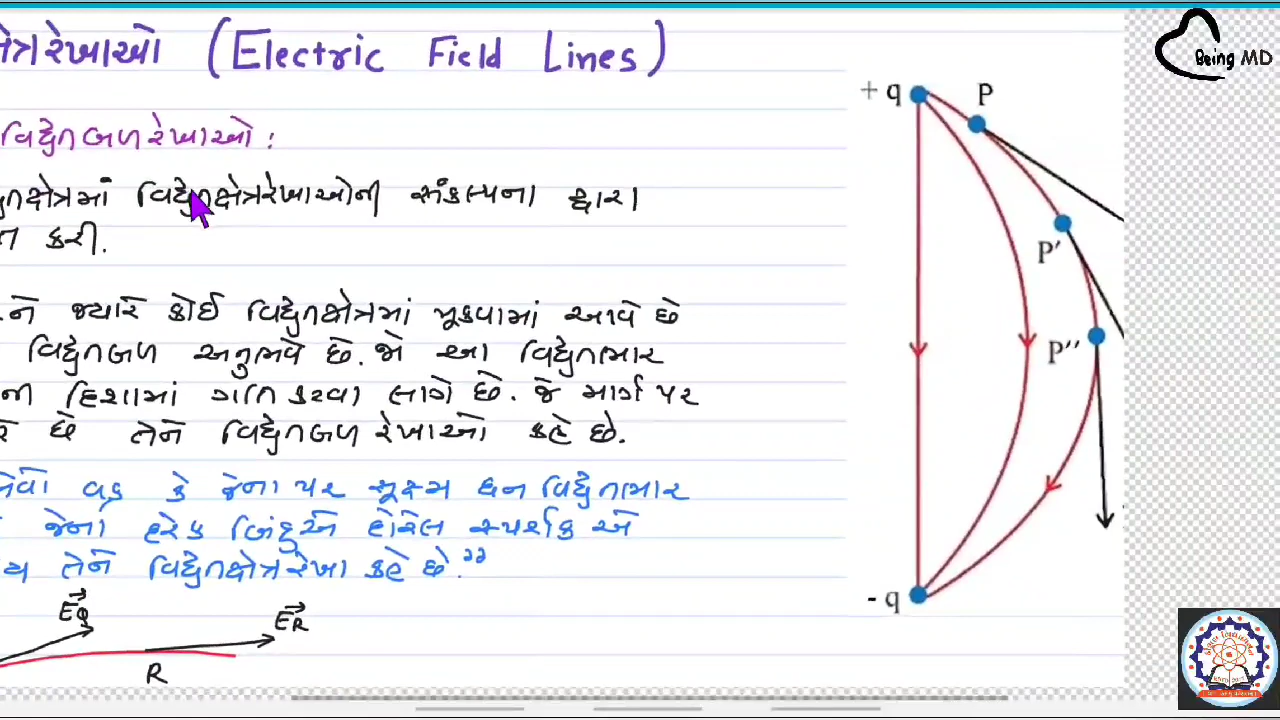 ક્ષેત્રરેખાઓ (Electric Field Lines)
વિદ્યુતબળ રેખાઓ :
વિદ્યુતક્ષેત્રરેખાઓની સંકલ્પના દ્વારા
કરી.
જ્યારે કોઈ વિદ્યુતક્ષેત્રમાં મૂકવામાં આવે છે
વિદ્યુતબળ અનુભવે છે. જો આ વિદ્યુતભાર
દિશામાં ગતિ કરવા લાગે છે. જે માર્ગ પર
છે તેને વિદ્યુતબળ રેખાઓ કહે છે.
વક્ર કે જેના પર સૂક્ષ્મ ધન વિદ્યુતભાર
જેનાં દરેક બિંદુએ દોરેલ સ્પર્શક એ
તેને વિદ્યુતક્ષેત્રરેખા કહે છે.”
EQ
ER
R
+ q
P
P′
P′′
- q
Being MD